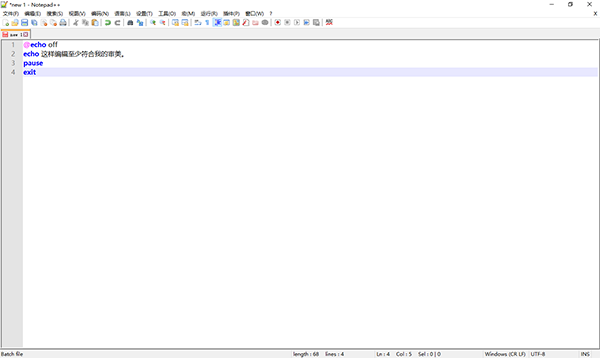 *new 1 - Notepad++
文件(F) 编辑(E) 搜索(S) 视图(V) 编码(N) 语言(L) 设置(T) 工具(O) 宏(M) 运行(R) 插件(P) 窗口(W) ?
new 1
1 @echo off
2 echo 这样编辑至少符合我的审美。
3 pause
4 exit
Batch file length : 68 lines : 4 Ln : 4 Col : 5 Sel : 0 | 0 Windows (CR LF) UTF-8 INS